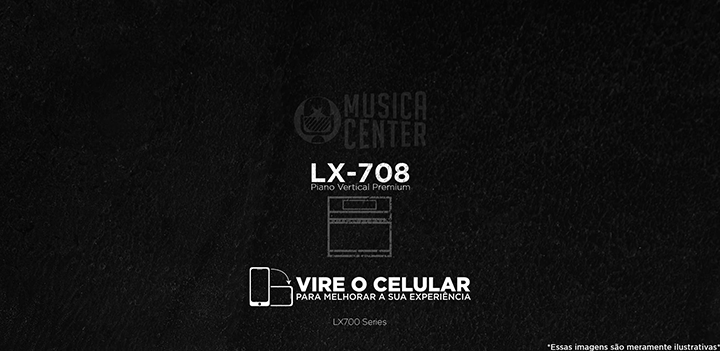 MUSICA
CENTER
LX-708
Piano Vertical Premium
VIRE O CELULAR
PARA MELHORAR A SUA EXPERIÊNCIA
LX700 Series
*Essas imagens são meramente ilustrativas*